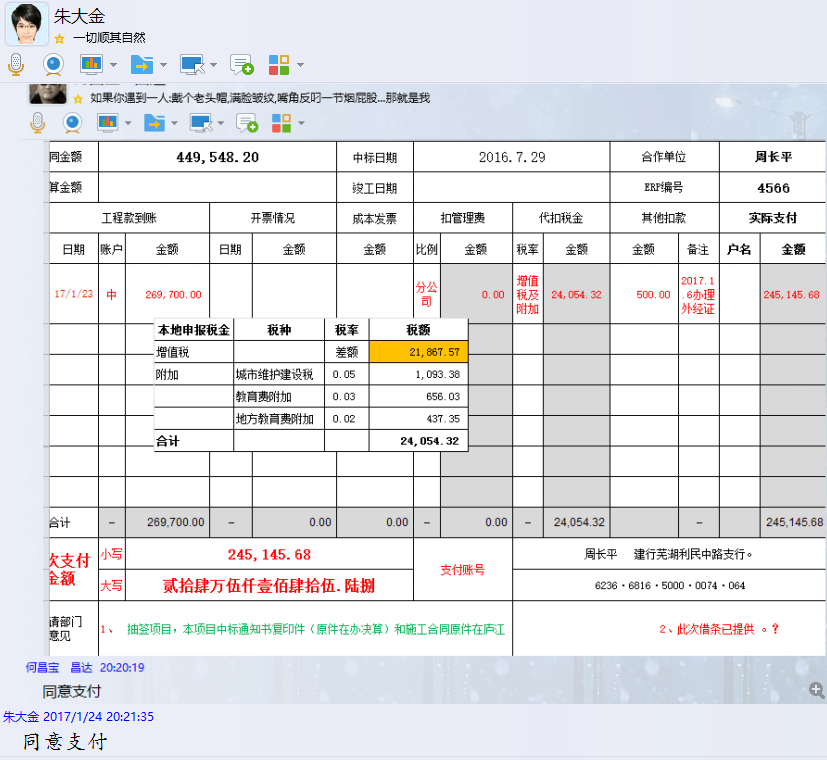 朱大金
一切顺其自然
如果你遇到一人:戴个老头帽,满脸皱纹,嘴角反叼一节烟屁股...那就是我
同金额 449,548.20 中标日期 2016.7.29 合作单位 周长平
算金额 竣工日期 ERP编号 4566
工程款到账 开票情况 成本发票 扣管理费 代扣税金 其他扣款 实际支付
日期 账户 金额 日期 金额 金额 比例 金额 税率 金额 金额 备注 户名 金额
17/1/23 中 269,700.00 分公司 0.00 增值税及附加 24,054.32 500.00 2017.1.6办理外经证 245,145.68
本地申报税金 税种 税率 税额
增值税 差额 21,867.57
附加 城市维护建设税 0.05 1,093.38
教育费附加 0.03 656.03
地方教育费附加 0.02 437.35
合计 24,054.32
合计 – 269,700.00 – 0.00 0.00 – 0.00 – 24,054.32 – 245,145.68
次支付金额 小写 245,145.68 支付账号 周长平 建行芜湖利民中路支行。
大写 贰拾肆万伍仟壹佰肆拾伍.陆捌 6236·6816·5000·0074·064
请部门意见 1、 抽签项目，本项目中标通知书复印件（原件在办决算）和施工合同原件在庐江 2、此次借条已提供 。？
何昌宝 昌达 20:20:19
同意支付
朱大金 2017/1/24 20:21:35
同意支付